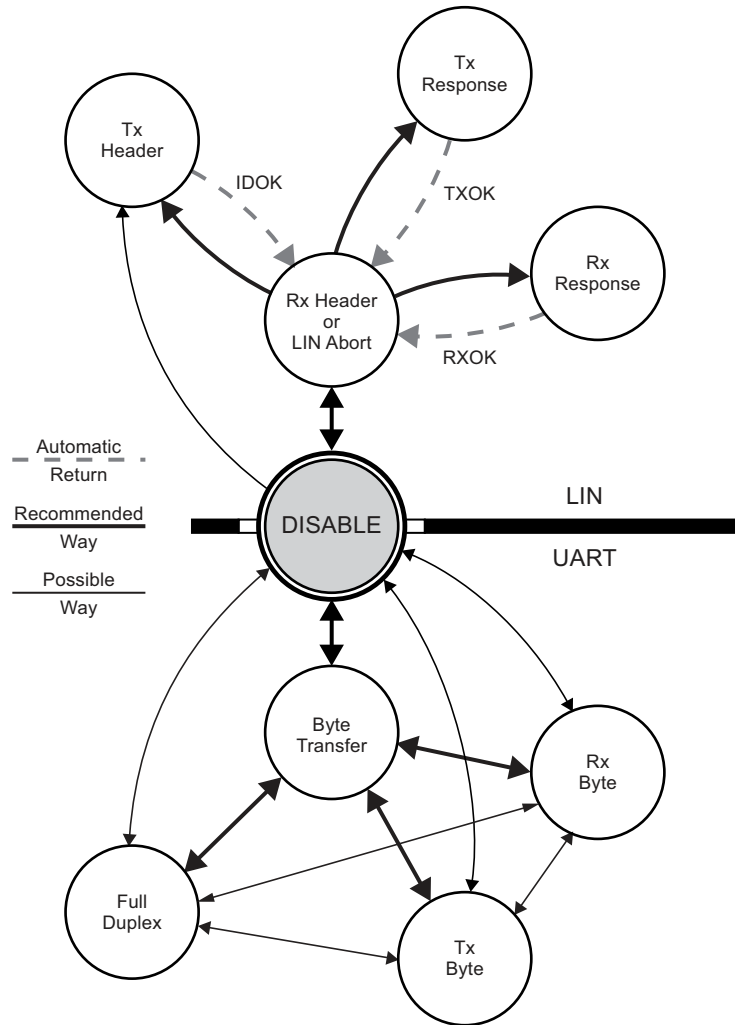 Tx
Response
Tx
Header
IDOK
TXOK
Rx
Response
Rx Header
or
LIN Abort
RXOK
Automatic
Return
Recommended
Way
Possible
Way
LIN
DISABLE
UART
Byte
Transfer
Rx
Byte
Full
Duplex
Tx
Byte